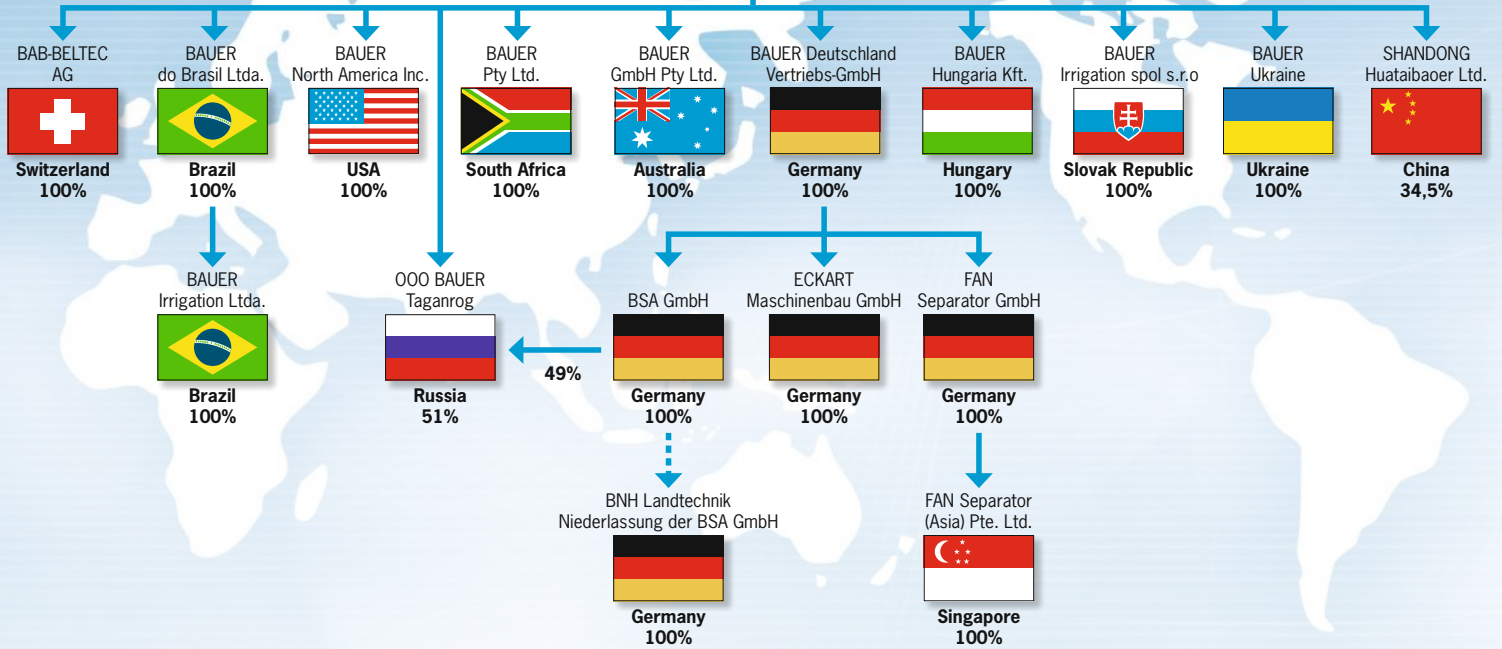 BAB-BELTEC
AG
Switzerland
100%
BAUER
do Brasil Ltda.
Brazil
100%
BAUER
North America Inc.
USA
100%
BAUER
Pty Ltd.
South Africa
100%
BAUER
GmbH Pty Ltd.
Australia
100%
BAUER Deutschland
Vertriebs-GmbH
Germany
100%
BAUER
Hungaria Kft.
Hungary
100%
BAUER
Irrigation spol s.r.o
Slovak Republic
100%
BAUER
Ukraine
Ukraine
100%
SHANDONG
Huataibaoer Ltd.
China
34,5%
BAUER
Irrigation Ltda.
Brazil
100%
OOO BAUER
Taganrog
Russia
51%
49%
BSA GmbH
Germany
100%
ECKART
Maschinenbau GmbH
Germany
100%
FAN
Separator GmbH
Germany
100%
BNH Landtechnik
Niederlassung der BSA GmbH
Germany
100%
FAN Separator
(Asia) Pte. Ltd.
Singapore
100%